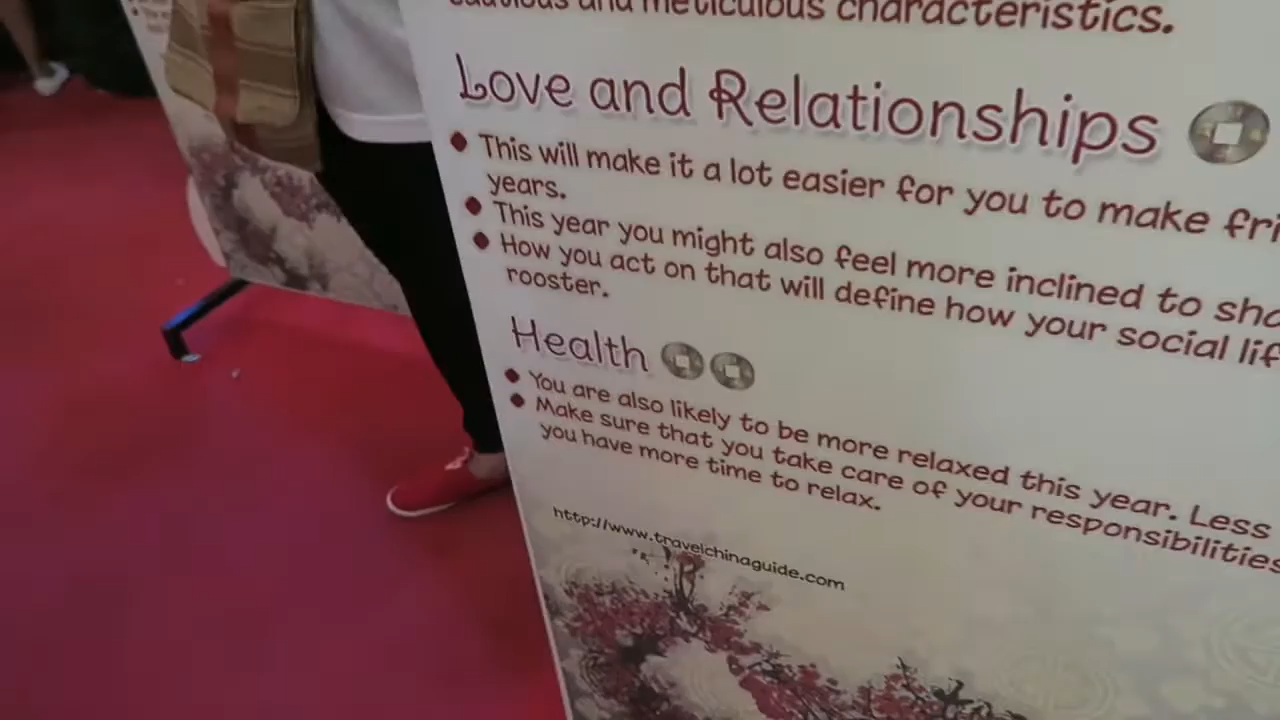 cautious and meticulous characteristics.
Love and Relationships
This will make it a lot easier for you to make
years.
This year you might also feel more inclined to
How you act on that will define how your social
rooster.
Health
You are also likely to be more relaxed this year. Less
Make sure that you take care of your responsibilities
you have more time to relax.
http://www.travelchinaguide.com